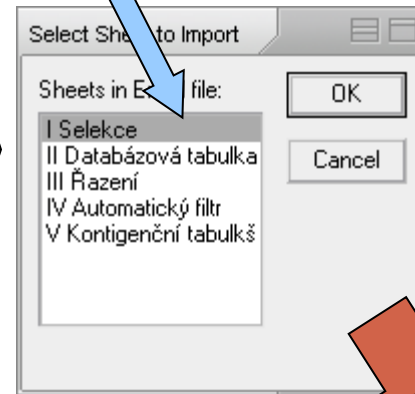 Select to Import
Sheets in file:
OK
Cancel
I Selekce
II Databázová tabulka
III Řazení
IV Automatický filtr
V Kontigenční tabulkš